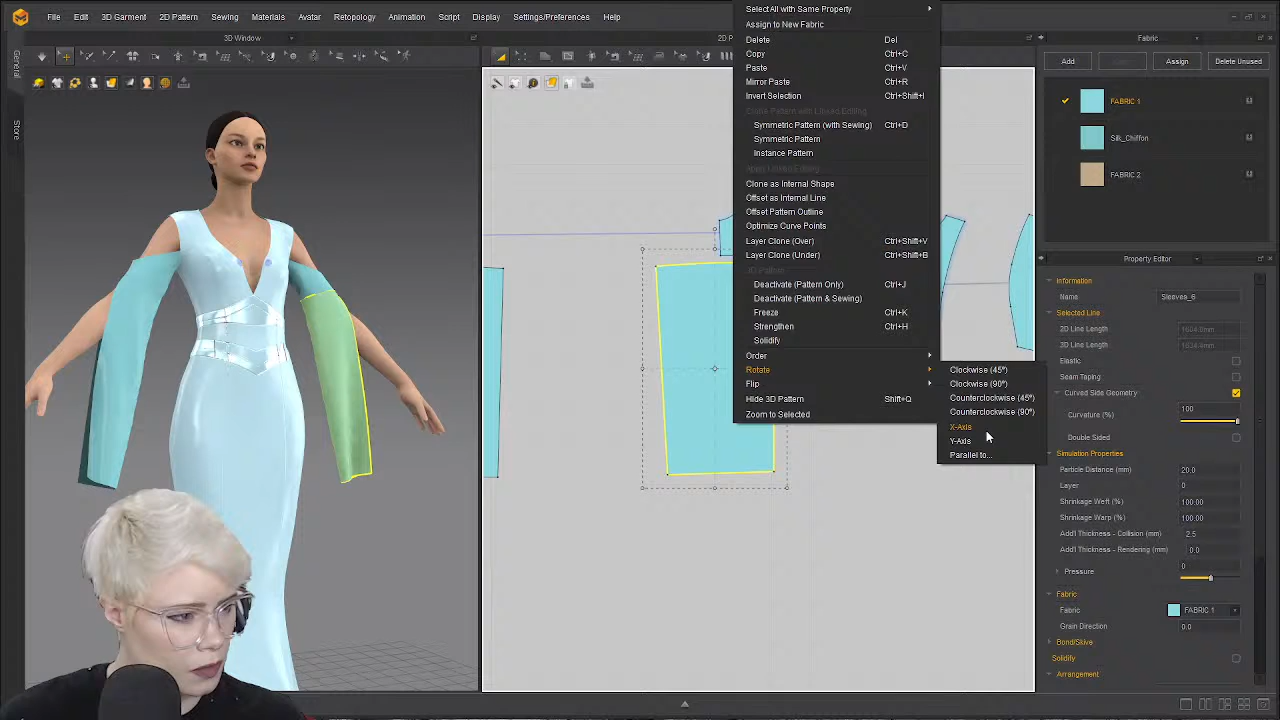 File Edit 3D Garment 2D Pattern Sewing Materials Avatar Retopology Animation Script Display Settings/Preferences Help
3D Window
Fabric
General
Store
Add Assign Delete Unused
FABRIC 1
Silk_Chiffon
FABRIC 2
Select All with Same Property
Assign to New Fabric
Delete Del
Copy Ctrl+C
Paste Ctrl+V
Mirror Paste Ctrl+R
Invert Selection Ctrl+Shift+I
Symmetric Pattern (with Sewing) Ctrl+D
Symmetric Pattern
Instance Pattern
Clone as Internal Shape
Offset as Internal Line
Offset Pattern Outline
Optimize Curve Points
Layer Clone (Over) Ctrl+Shift+V
Layer Clone (Under) Ctrl+Shift+B
3D Pattern
Deactivate (Pattern Only) Ctrl+J
Deactivate (Pattern & Sewing)
Freeze Ctrl+K
Strengthen Ctrl+H
Solidify
Order
Rotate
Flip
Hide 3D Pattern Shift+Q
Zoom to Selected
Clockwise (45º)
Clockwise (90º)
Counterclockwise (45º)
Counterclockwise (90º)
X-Axis
Y-Axis
Parallel to...
Property Editor
Information
Name Sleeves_6
Selected Line
2D Line Length
3D Line Length
Elastic
Seam Taping
Curved Side Geometry
Curvature (%) 100
Double Sided
Simulation Properties
Particle Distance (mm) 20.0
Layer 0
Shrinkage Weft (%) 100.00
Shrinkage Warp (%) 100.00
Add'l Thickness - Collision (mm) 2.5
Add'l Thickness - Rendering (mm) 0.0
Pressure 0
Fabric
Fabric FABRIC 1
Grain Direction 0.0
Bond/Skive
Solidify
Arrangement